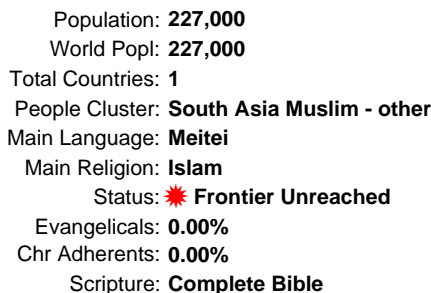 Population: 227,000
World Popl: 227,000
Total Countries: 1
People Cluster: South Asia Muslim - other
Main Language: Meitei
Main Religion: Islam
Status: Frontier Unreached
Evangelicals: 0.00%
Chr Adherents: 0.00%
Scripture: Complete Bible